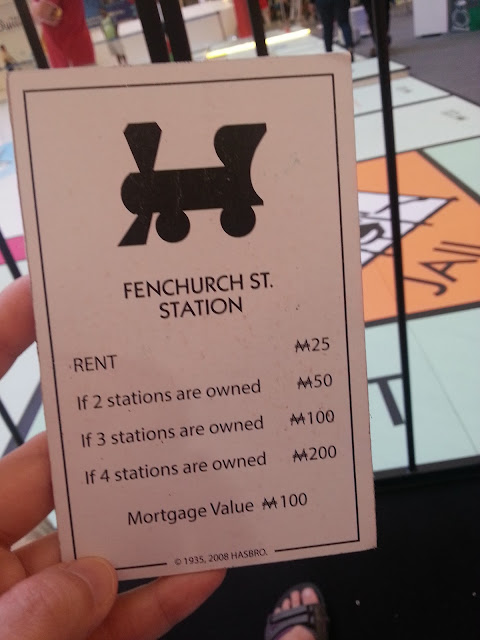 FENCHURCH ST.
STATION
RENT ₩25
If 2 stations are owned ₩50
If 3 stations are owned ₩100
If 4 stations are owned ₩200
Mortgage Value ₩100
© 1935, 2008 HASBRO.
JAIL